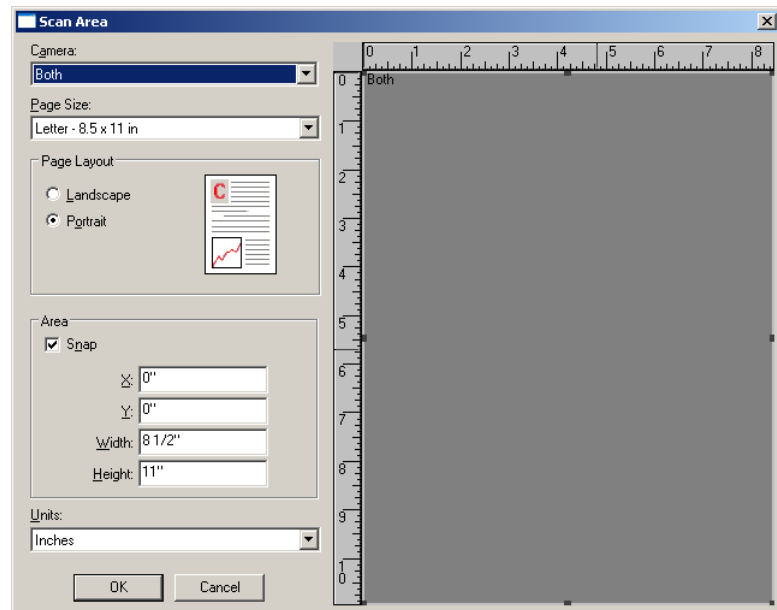 Scan Area
Camera:
Both
Page Size:
Letter - 8.5 x 11 in
Page Layout
Landscape
Portrait
C
Area
Snap
X: 0"
Y: 0"
Width: 8 1/2"
Height: 11"
Units:
Inches
OK Cancel
0 1 2 3 4 5 6 7 8
0
Both
1
2
3
4
5
6
7
8
9
10